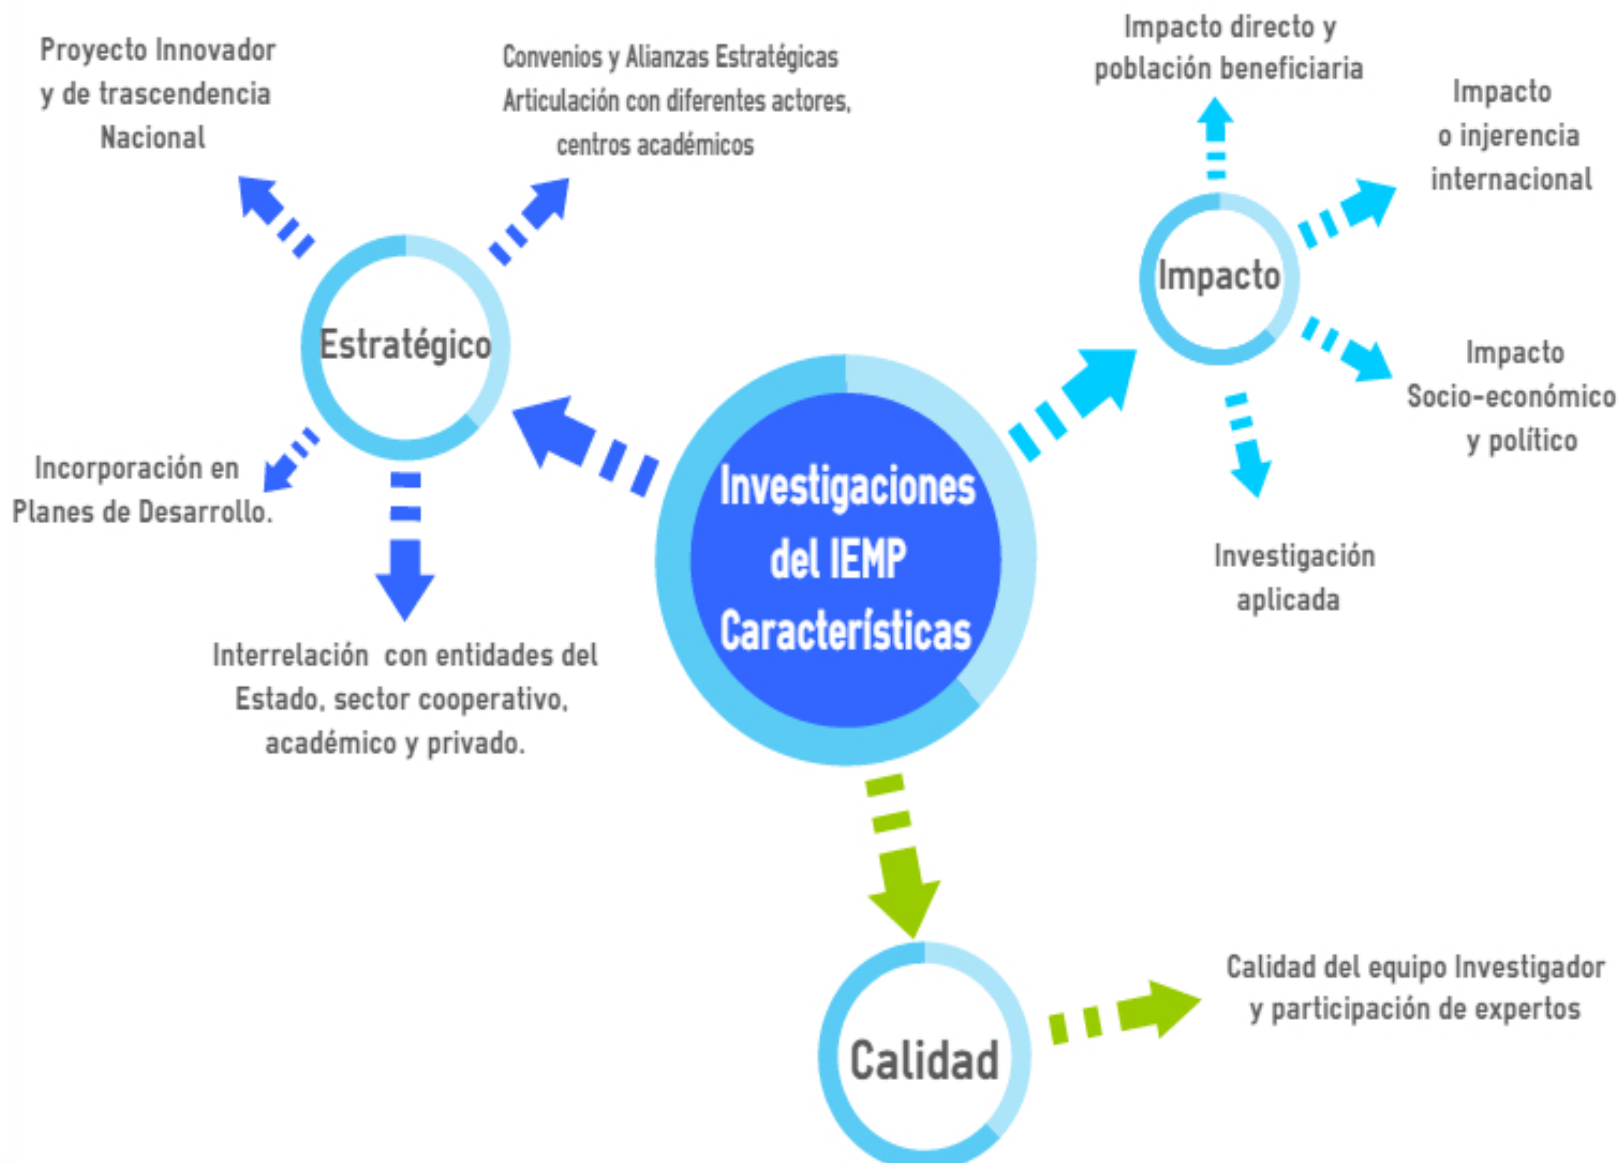 Proyecto Innovador
y de trascendencia
Nacional
Convenios y Alianzas Estratégicas
Articulación con diferentes actores,
centros académicos
Impacto directo y
población beneficiaria
Impacto
o injerencia
internacional
Estratégico
Impacto
Impacto
Socio-económico
y político
Incorporación en
Planes de Desarrollo.
Investigaciones
del IEMP
Características
Investigación
aplicada
Interrelación con entidades del
Estado, sector cooperativo,
académico y privado.
Calidad
Calidad del equipo Investigador
y participación de expertos